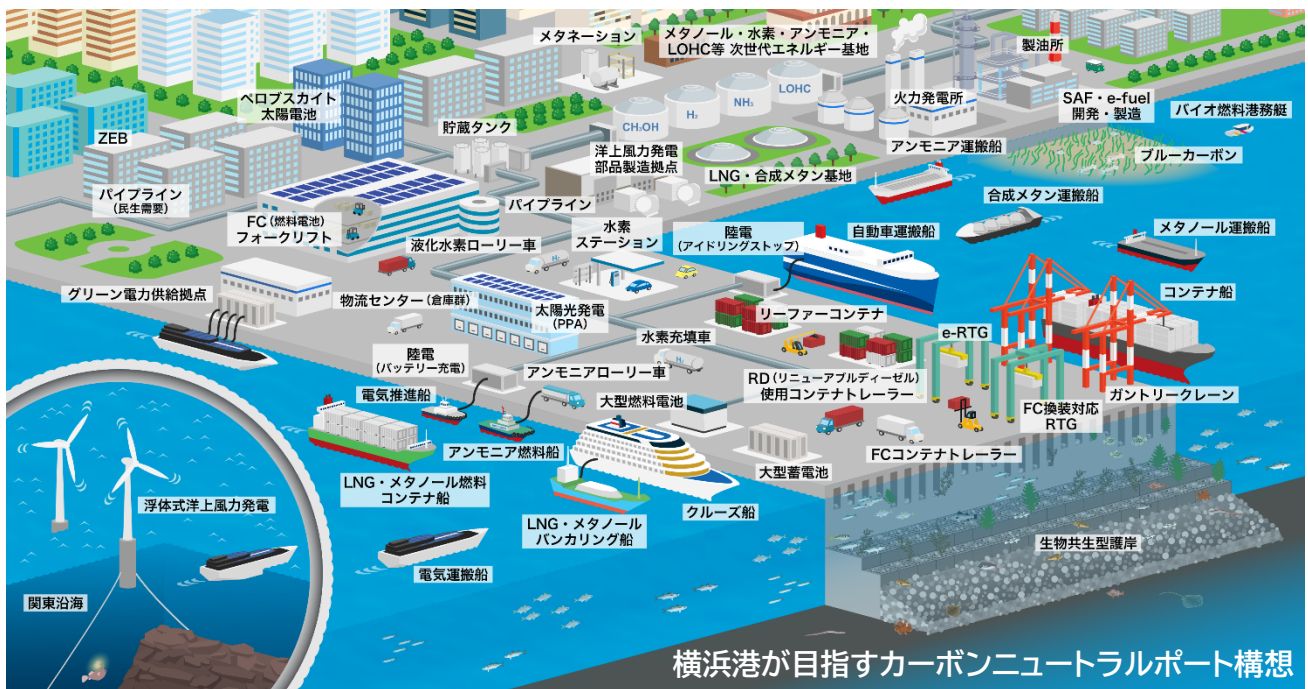 メタネーション
メタノール・水素・アンモニア・
LOHC等 次世代エネルギー基地
製油所
ペロブスカイト
太陽電池
ZEB
貯蔵タンク
CH₃OH
H₂
NH₃
LOHC
火力発電所
SAF・e-fuel
開発・製造
バイオ燃料港務艇
洋上風力発電
部品製造拠点
LNG・合成メタン基地
アンモニア運搬船
ブルーカーボン
パイプライン
(民生需要)
FC(燃料電池)
フォークリフト
パイプライン
合成メタン運搬船
液化水素ローリー車
水素
ステーション
陸電
(アイドリングストップ)
自動車運搬船
メタノール運搬船
H₂
グリーン電力供給拠点
物流センター(倉庫群)
太陽光発電
(PPA)
リーファーコンテナ
コンテナ船
水素充填車
e-RTG
H₂
陸電
(バッテリー充電)
アンモニアローリー車
電気推進船
大型燃料電池
RD(リニューアブルディーゼル)
使用コンテナトレーラー
FC換装対応
RTG
ガントリークレーン
アンモニア燃料船
FCコンテナトレーラー
大型蓄電池
LNG・メタノール燃料
コンテナ船
浮体式洋上風力発電
LNG・メタノール
バンカリング船
クルーズ船
生物共生型護岸
電気運搬船
関東沿海
横浜港が目指すカーボンニュートラルポート構想